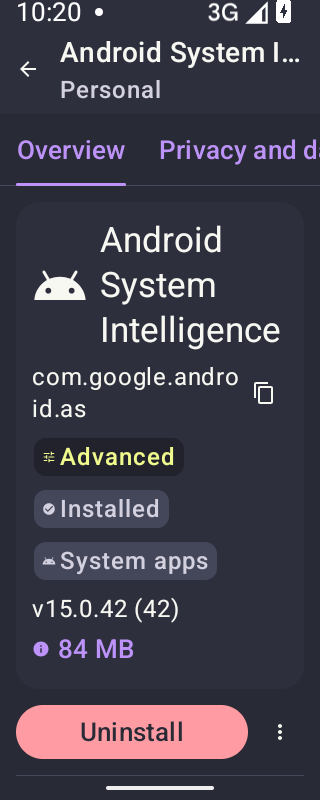 10:20
3G
Android System I...
Personal
Overview
Privacy and da
Android
System
Intelligence
com.google.andro
id.as
Advanced
Installed
System apps
v15.0.42 (42)
84 MB
Uninstall